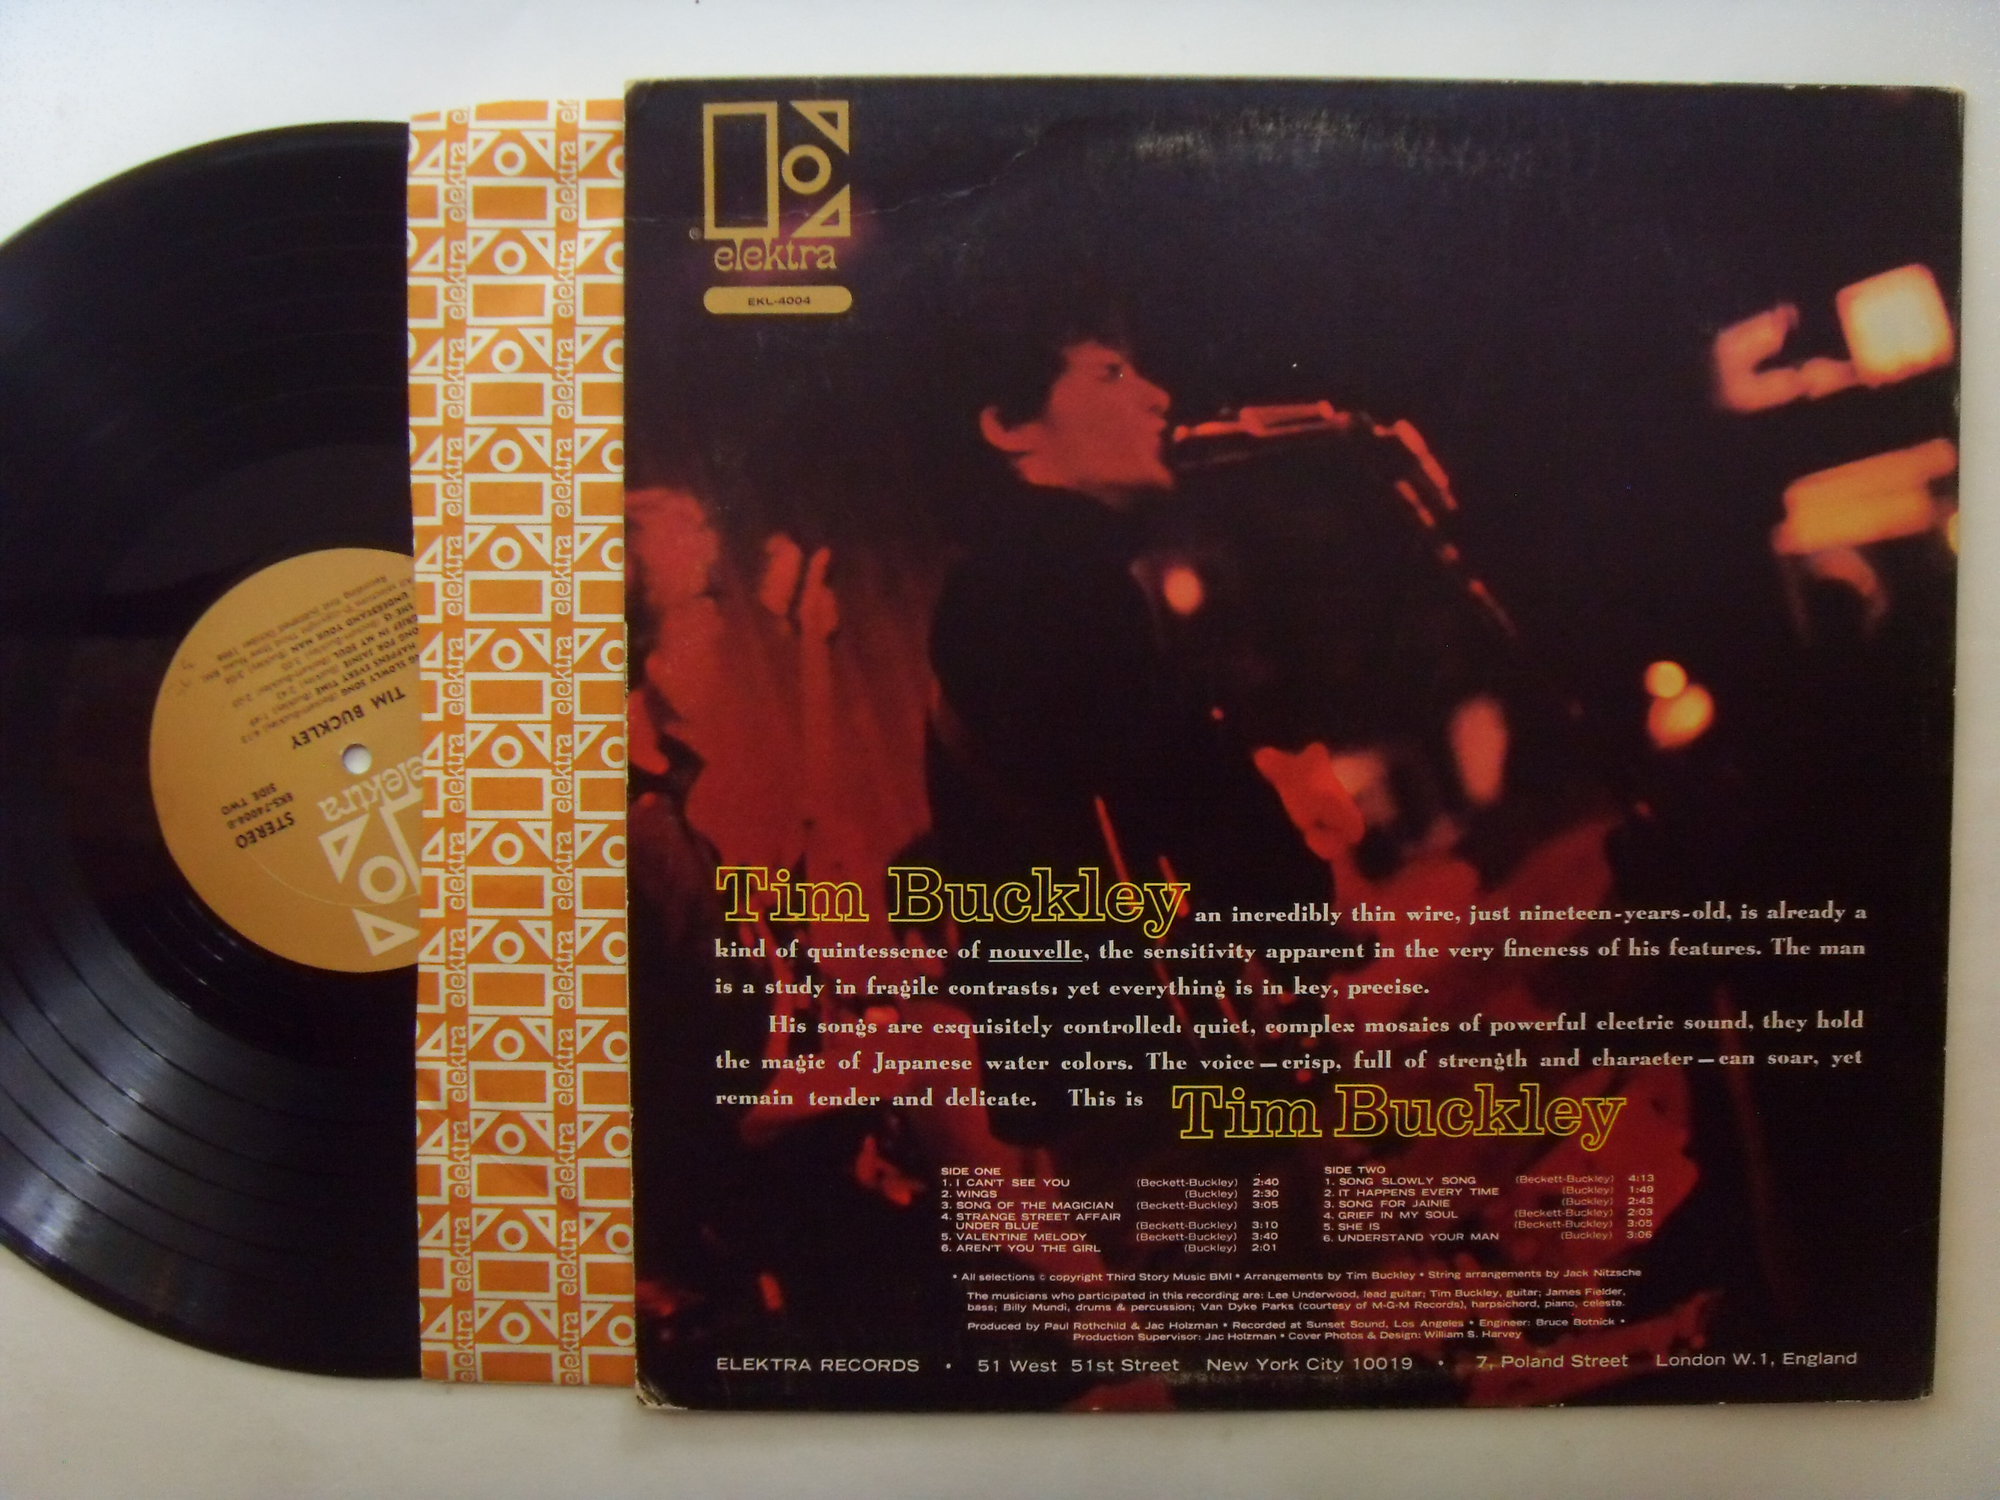 elektra
EKL-4004
Tim Buckley an incredibly thin wire, just nineteen-years-old, is already a
kind of quintessence of nouvelle, the sensitivity apparent in the very fineness of his features. The man
is a study in fragile contrasts: yet everything is in key, precise.
His songs are exquisitely controlled: quiet, complex mosaics of powerful electric sound, they hold
the magic of Japanese water colors. The voice—crisp, full of strength and character—can soar, yet
remain tender and delicate. This is Tim Buckley
SIDE ONE
1. I CAN'T SEE YOU (Beckett-Buckley) 2:40
2. WINGS (Buckley) 2:30
3. SONG OF THE MAGICIAN (Beckett-Buckley) 3:05
4. STRANGE STREET AFFAIR
UNDER BLUE (Beckett-Buckley) 3:10
5. VALENTINE MELODY (Beckett-Buckley) 3:40
6. AREN'T YOU THE GIRL (Buckley) 2:01
SIDE TWO
1. SONG SLOWLY SONG (Beckett-Buckley) 4:13
2. IT HAPPENS EVERY TIME (Buckley) 1:49
3. SONG FOR JAINIE (Buckley) 2:43
4. GRIEF IN MY SOUL (Beckett-Buckley) 2:03
5. SHE IS (Beckett-Buckley) 3:05
6. UNDERSTAND YOUR MAN (Buckley) 3:06
• All selections © copyright Third Story Music BMI • Arrangements by Tim Buckley • String arrangements by Jack Nitzsche
The musicians who participated in this recording are: Lee Underwood, lead guitar; Tim Buckley, guitar; James Fielder,
bass; Billy Mundi, drums & percussion; Van Dyke Parks (courtesy of M-G-M Records), harpsichord, piano, celeste.
Produced by Paul Rothchild & Jac Holzman • Recorded at Sunset Sound, Los Angeles • Engineer: Bruce Botnick •
Production Supervisor: Jac Holzman • Cover Photos & Design: William S. Harvey
ELEKTRA RECORDS • 51 West 51st Street New York City 10019 • 7, Poland Street London W.1, England
elektra
STEREO
EKS-74004-B
SIDE TWO
TIM BUCKLEY